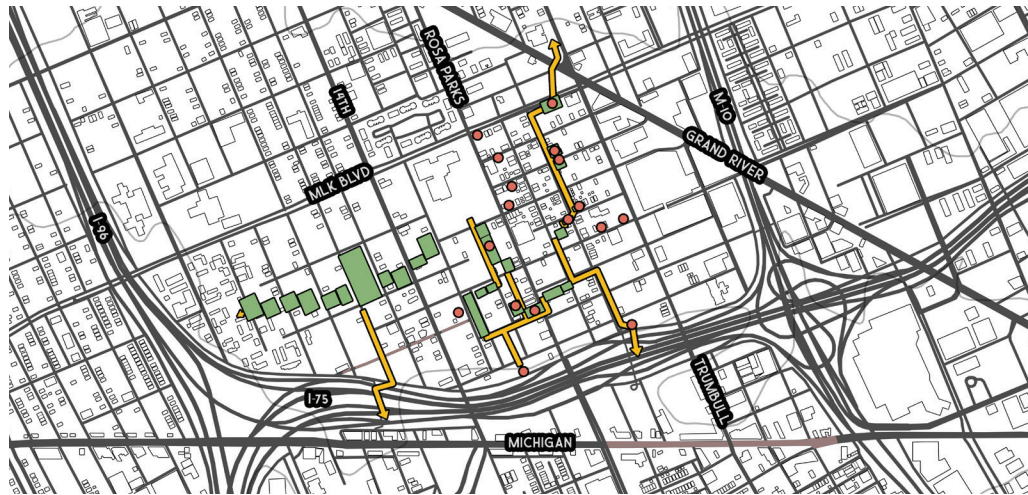 ROSA PARKS
14TH
M-10
GRAND RIVER
MLK BLVD
I-96
TRUMBULL
I-75
MICHIGAN